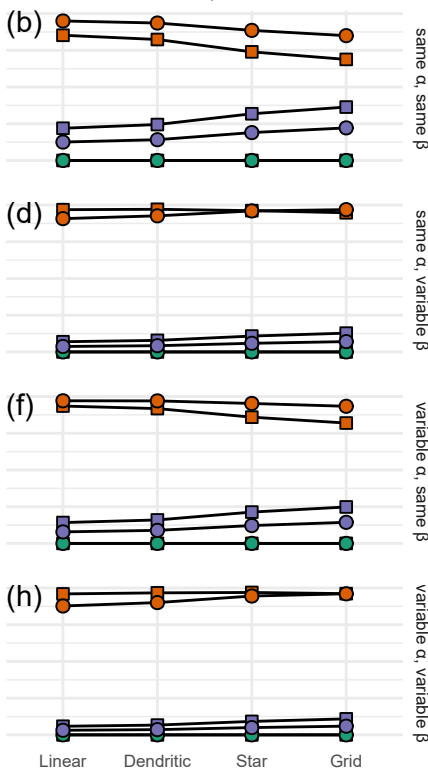 (b)
same α, same β
(d)
same α, variable β
(f)
variable α, same β
(h)
variable α, variable β
Linear Dendritic Star Grid